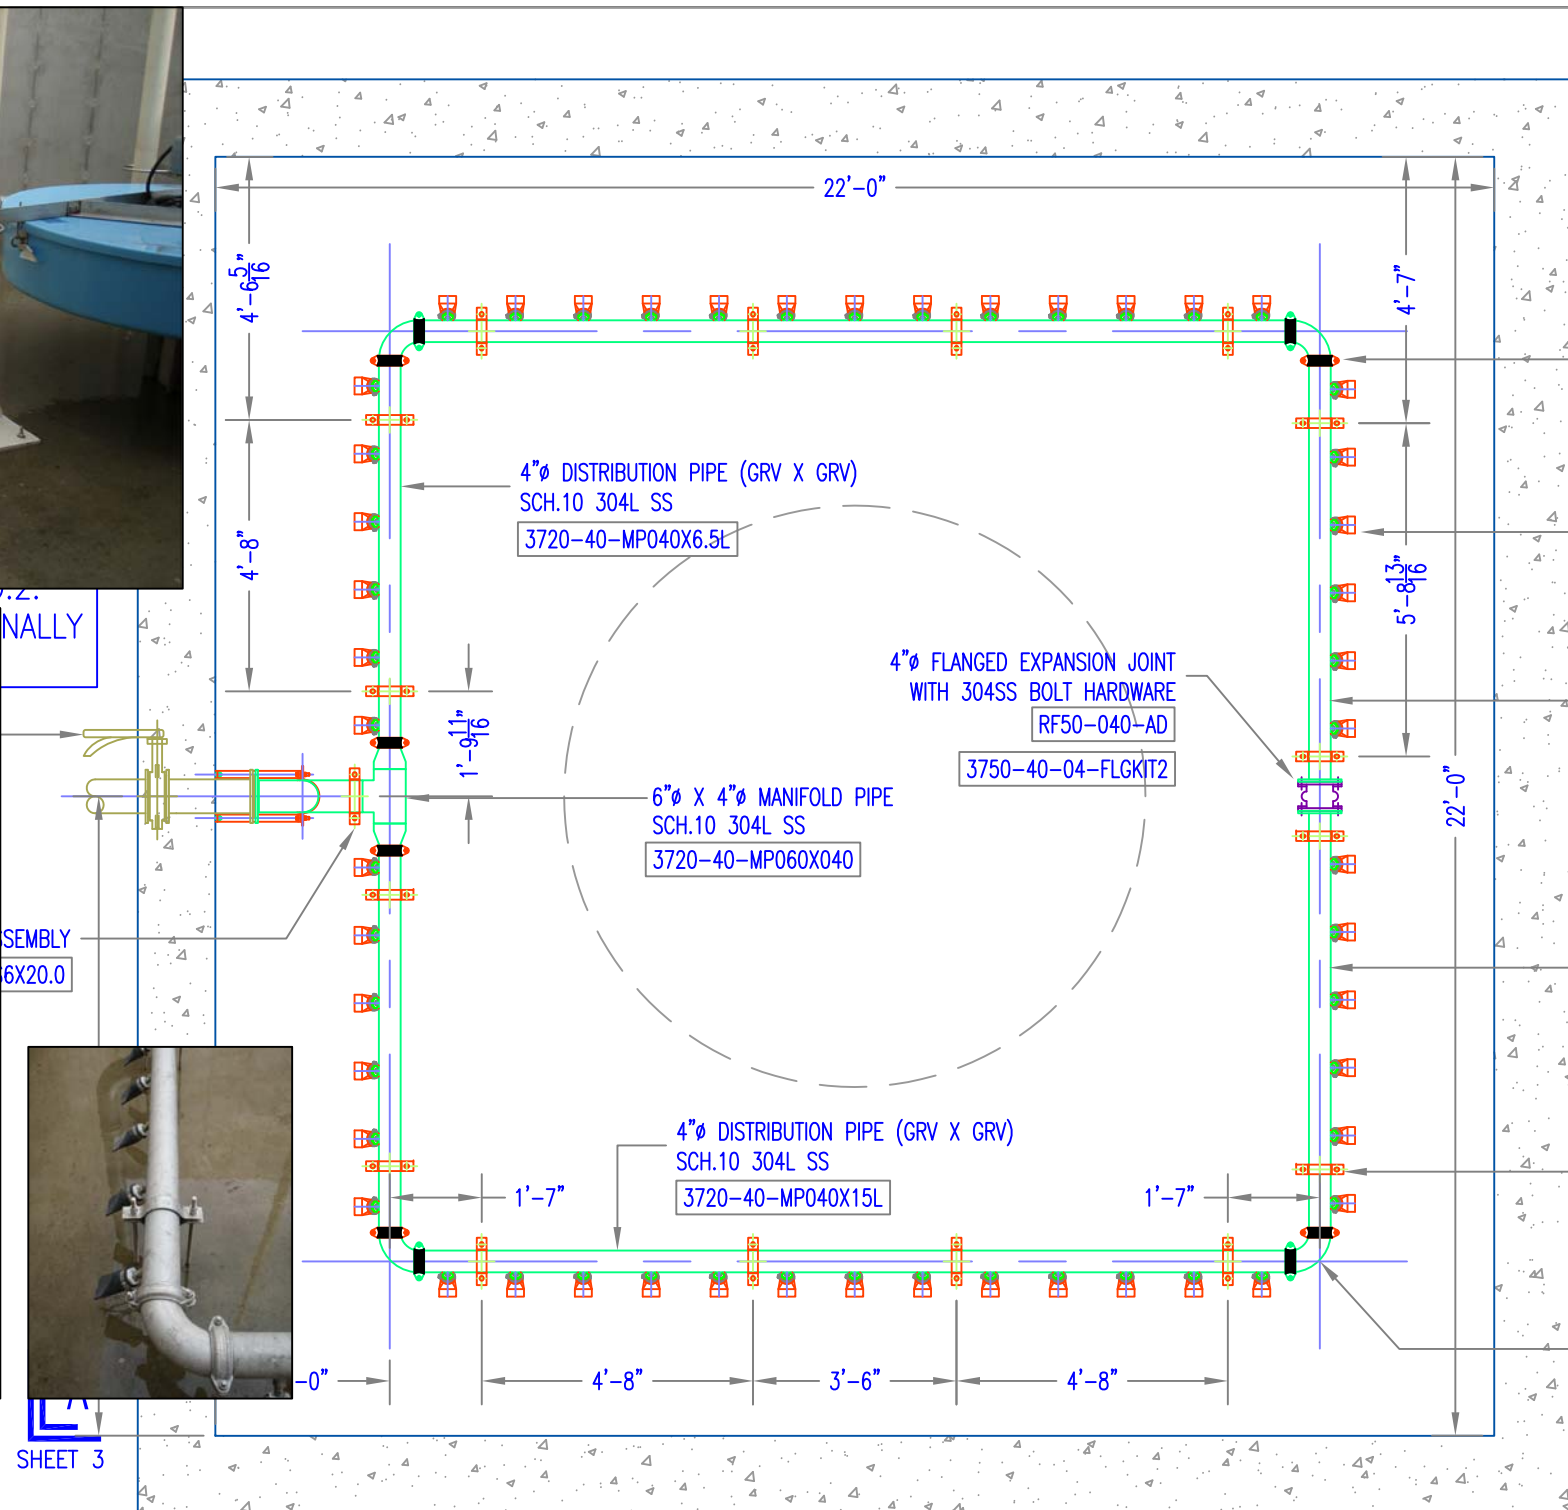 22'-0"
4'-6 5/16"
4'-7"
4"ø DISTRIBUTION PIPE (GRV X GRV)
SCH.10 304L SS
3720-40-MP040X6.5L
4'-8"
5'-8 13/16"
NALLY
4"ø FLANGED EXPANSION JOINT
WITH 304SS BOLT HARDWARE
RF50-040-AD
3750-40-04-FLGKIT2
1'-9 11/16"
6"ø X 4"ø MANIFOLD PIPE
SCH.10 304L SS
3720-40-MP060X040
22'-0"
SEMBLY
6X20.0
4"ø DISTRIBUTION PIPE (GRV X GRV)
SCH.10 304L SS
3720-40-MP040X15L
1'-7"
1'-7"
-0"
4'-8"
3'-6"
4'-8"
SHEET 3